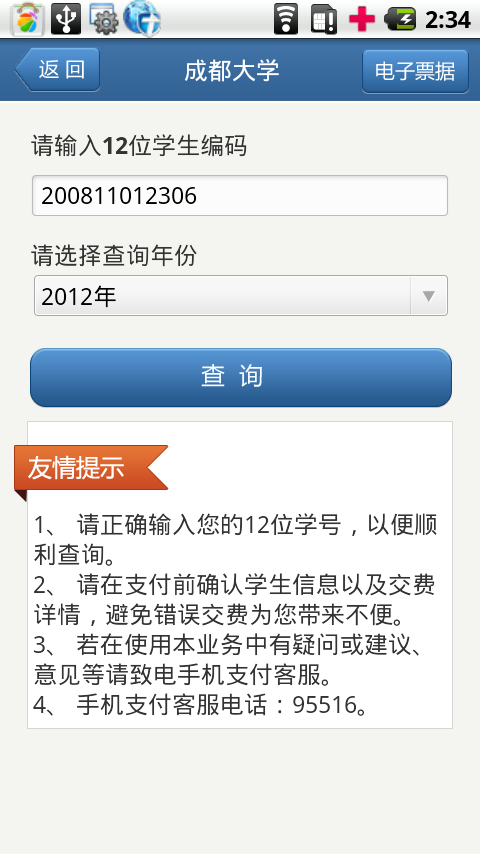 2:34
返回
成都大学
电子票据
请输入12位学生编码
200811012306
请选择查询年份
2012年
查 询
友情提示
1、 请正确输入您的12位学号，以便顺
利查询。
2、 请在支付前确认学生信息以及交费
详情，避免错误交费为您带来不便。
3、 若在使用本业务中有疑问或建议、
意见等请致电手机支付客服。
4、 手机支付客服电话：95516。